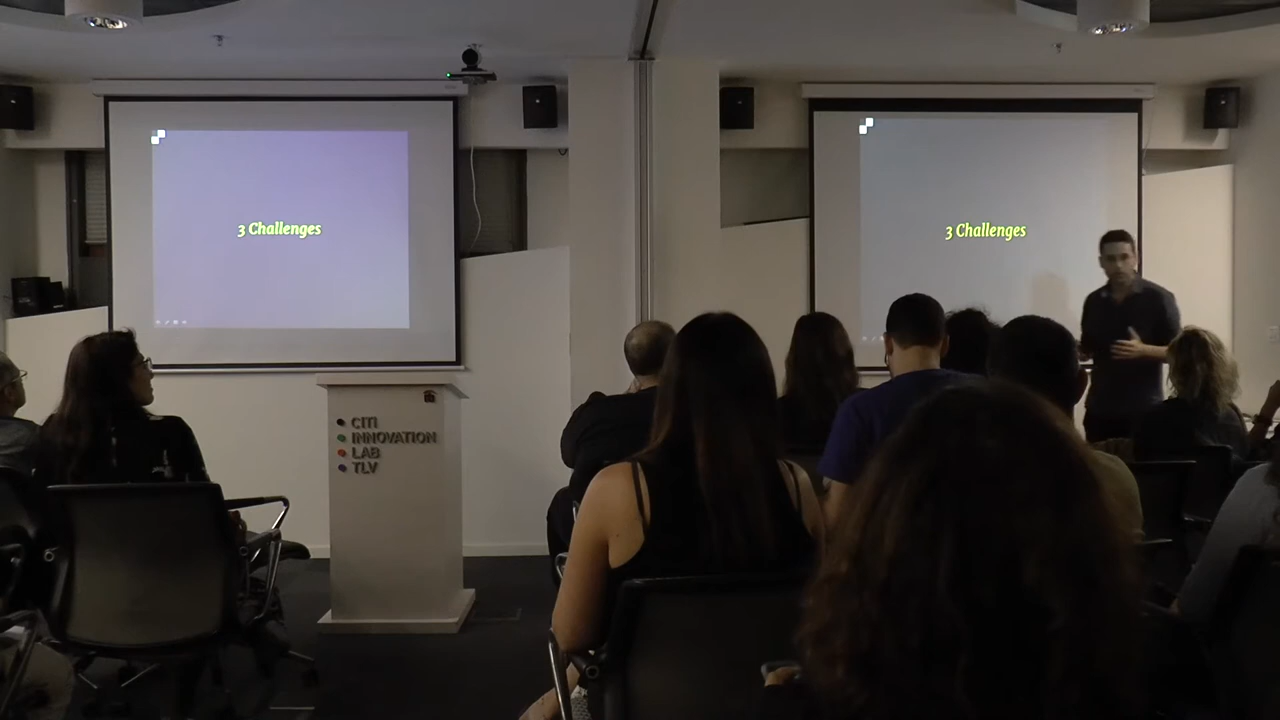 3 Challenges
3 Challenges
CITI
INNOVATION
LAB
TLV